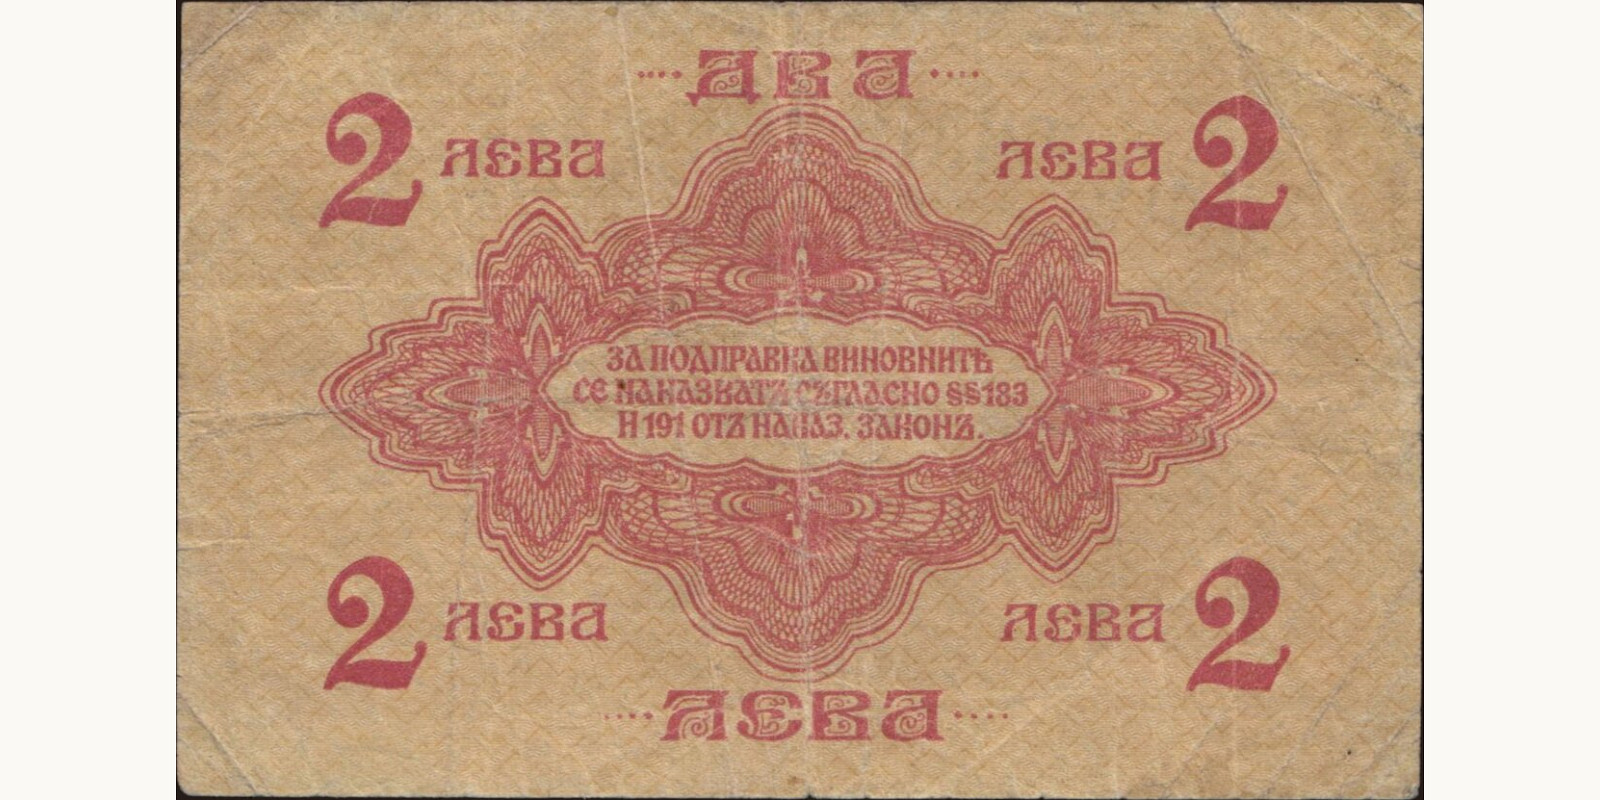 ДВА
2 ЛЕВА ЛЕВА 2
ЗА ПОДПРАВКА ВИНОВНИТѢ
СЕ НАКАЗВАТЪ СЪГЛАСНО §§183
И 191 ОТЪ НАКАЗ. ЗАКОНЪ.
2 ЛЕВА ЛЕВА 2
ЛЕВА